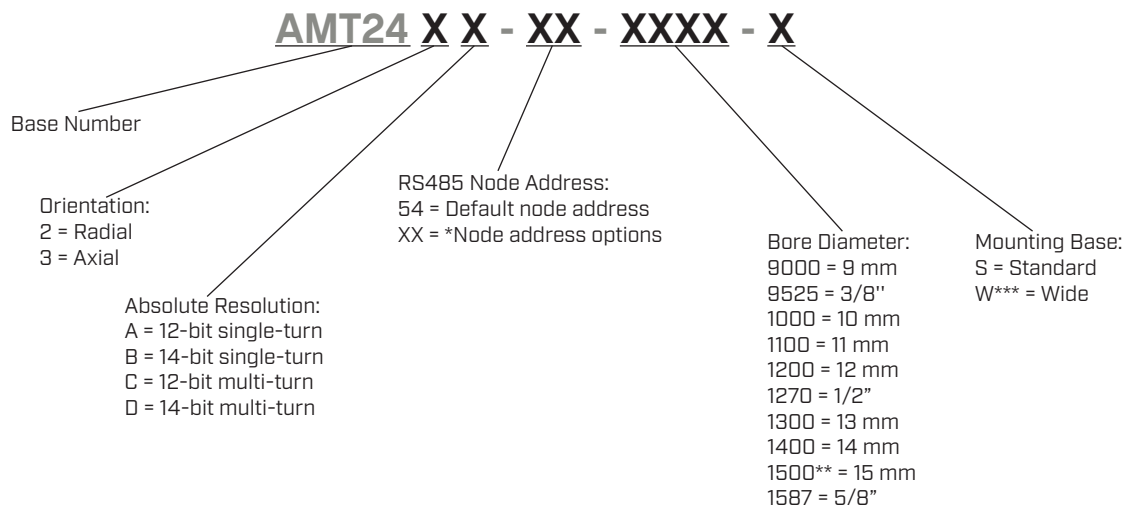 AMT24 X X - XX - XXXX - X
Base Number
Orientation:
2 = Radial
3 = Axial
Absolute Resolution:
A = 12-bit single-turn
B = 14-bit single-turn
C = 12-bit multi-turn
D = 14-bit multi-turn
RS485 Node Address:
54 = Default node address
XX = *Node address options
Bore Diameter:
9000 = 9 mm
9525 = 3/8''
1000 = 10 mm
1100 = 11 mm
1200 = 12 mm
1270 = 1/2”
1300 = 13 mm
1400 = 14 mm
1500** = 15 mm
1587 = 5/8”
Mounting Base:
S = Standard
W*** = Wide